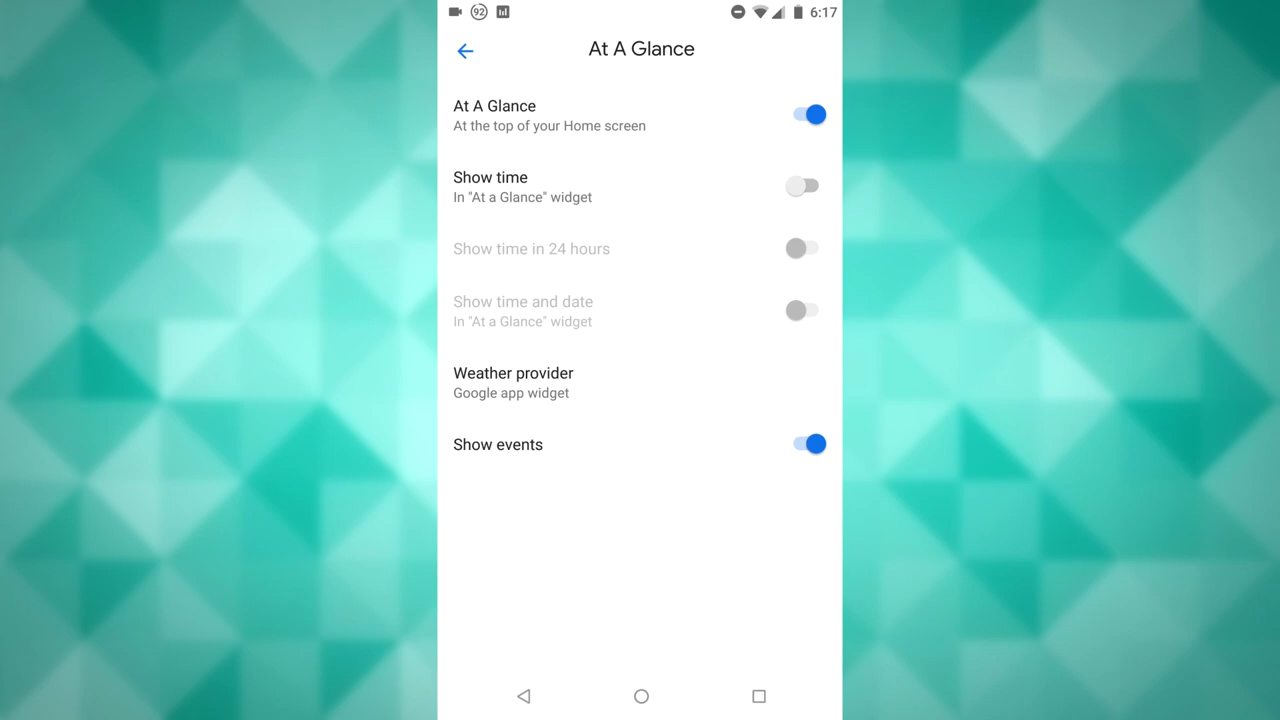 92 6:17
At A Glance
At A Glance
At the top of your Home screen
Show time
In "At a Glance" widget
Show time in 24 hours
Show time and date
In "At a Glance" widget
Weather provider
Google app widget
Show events